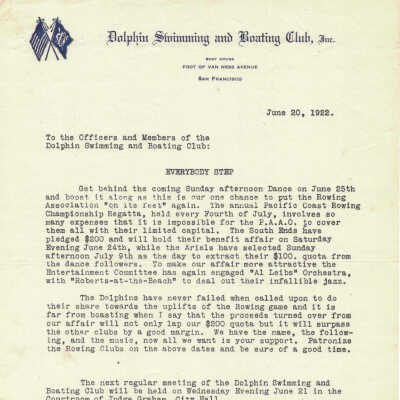 Dolphin Swimming and Boating Club, Inc.
BOAT HOUSE
FOOT OF VAN NESS AVENUE
SAN FRANCISCO
June 20, 1922.
To the Officers and Members of the
Dolphin Swimming and Boating Club:
EVERYBODY STEP
Get behind the coming Sunday afternoon Dance on June 25th
and boost it along as this is our one chance to put the Rowing
Association "on its feet" again. The annual Pacific Coast Rowing
Championship Regatta, held every Fourth of July, involves so
many expenses that it is impossible for the P.A.A.O. to cover
them all with their limited capital. The South Ends have
pledged $200 and will hold their benefit affair on Saturday
Evening June 24th, while the Ariels have selected Sunday
afternoon July 9th as the day to extract their $100. quota from
the dance followers. To make our affair more attractive the
Entertainment Committee has again engaged "Al Leibs" Orchestra,
with "Roberts-at-the-Beach" to deal out their infallible jazz.
The Dolphins have never failed when called upon to do
their share towards the uplifts of the Rowing game and it is
far from boasting when I say that the proceeds turned over from
our affair will not only lap our $200 quota but it will surpass
the other clubs by a good margin. We have the name, the follow-
ing, and the music, now all we want is your support. Patronize
the Rowing Clubs on the above dates and be sure of a good time.
The next regular meeting of the Dolphin Swimming and
Boating Club will be held on Wednesday Evening June 21 in the
Courtroom of Judge Graham, City Hall.